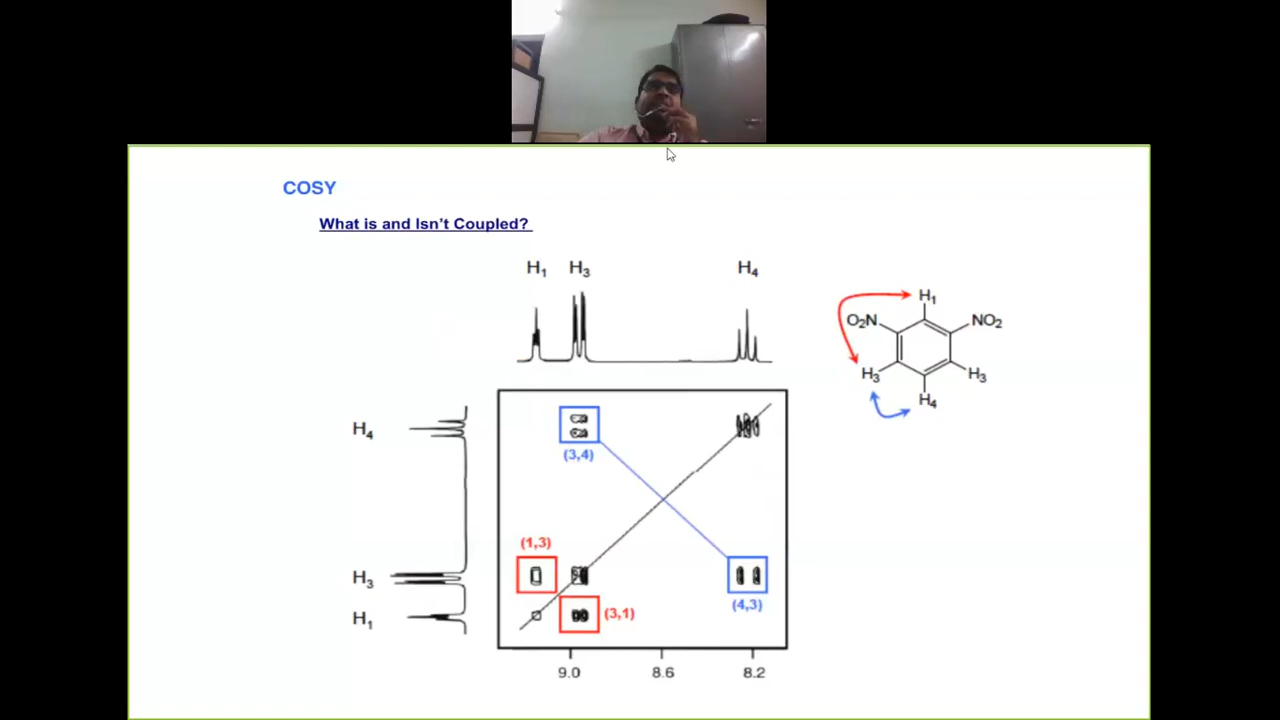 COSY
What is and Isn't Coupled?
H₁ H₃ H₄
H₁
O₂N NO₂
H₃ H₃
H₄
H₄
(3,4)
(1,3)
H₃
(4,3)
(3,1)
H₁
9.0 8.6 8.2